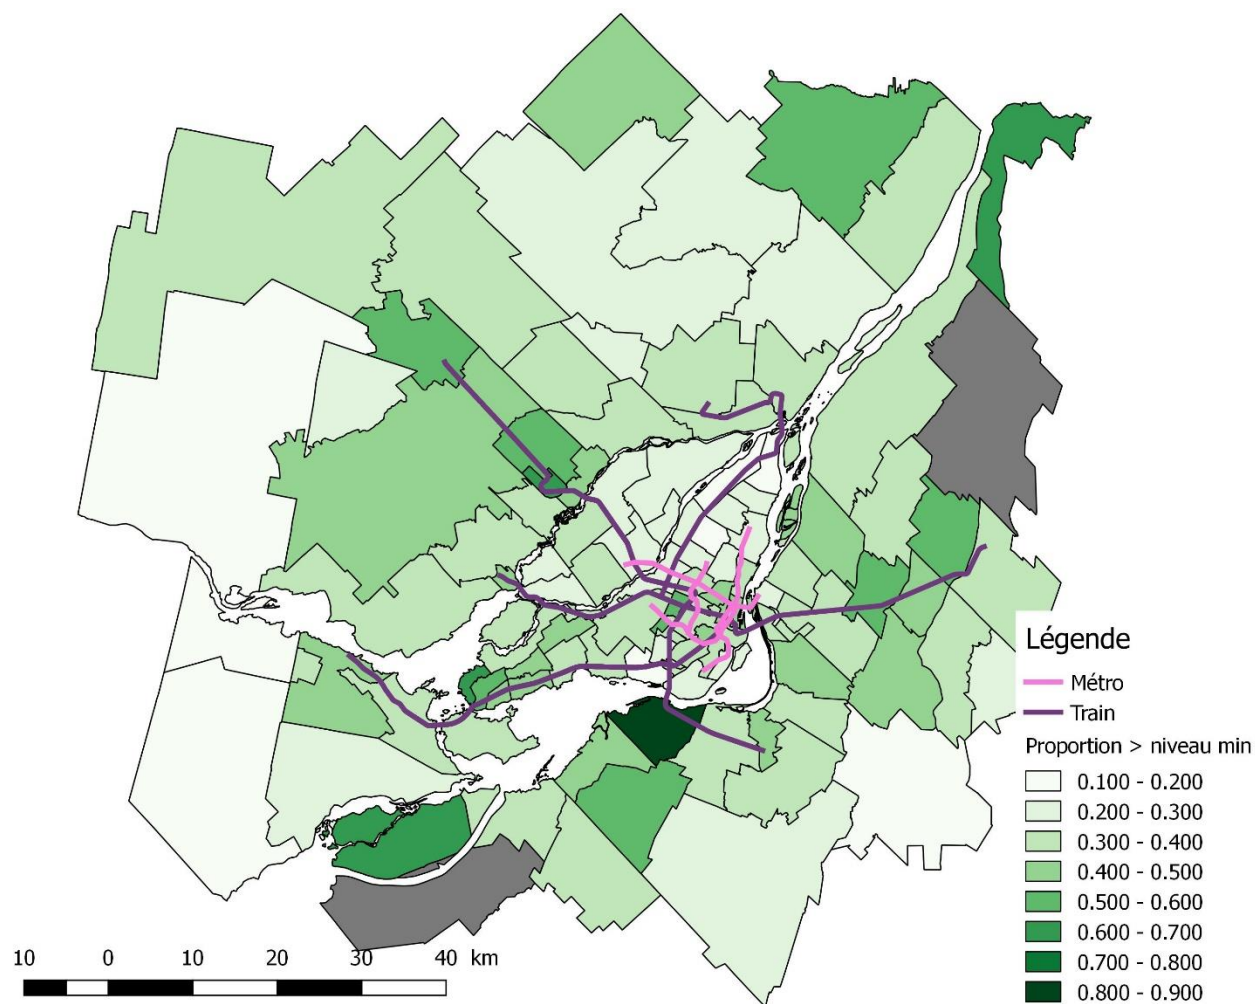 Légende
Métro
Train
Proportion > niveau min
0.100 - 0.200
0.200 - 0.300
0.300 - 0.400
0.400 - 0.500
0.500 - 0.600
0.600 - 0.700
0.700 - 0.800
0.800 - 0.900
10 0 10 20 30 40 km